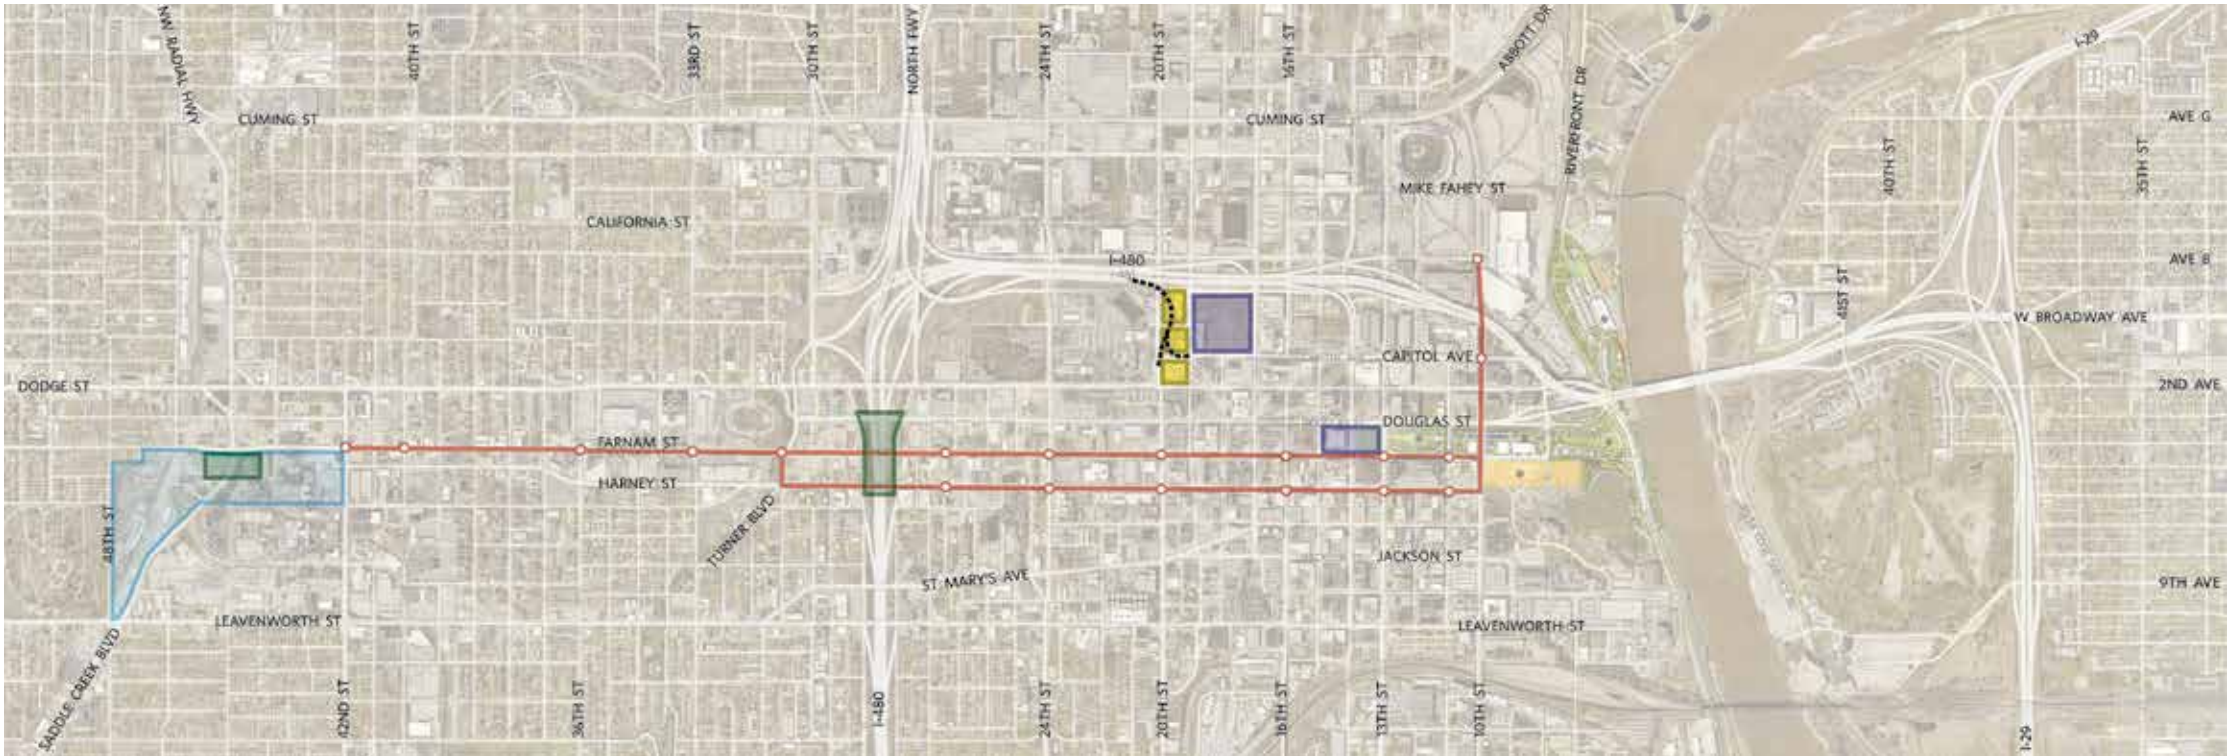 NW RADIAL HWY
40TH ST
33RD ST
30TH ST
NORTH FWY
24TH ST
20TH ST
16TH ST
ABBOTT DR
RIVERFRONT DR
I-29
CUMING ST
CUMING ST
AVE G
40TH ST
35TH ST
MIKE FAHEY ST
CALIFORNIA ST
I-480
AVE B
41ST ST
W BROADWAY AVE
CAPITOL AVE
DODGE ST
2ND AVE
DOUGLAS ST
FARNAM ST
HARNEY ST
48TH ST
TURNER BLVD
JACKSON ST
ST MARY'S AVE
9TH AVE
LEAVENWORTH ST
LEAVENWORTH ST
SADDLE CREEK BLVD
42ND ST
36TH ST
I-480
24TH ST
20TH ST
16TH ST
13TH ST
10TH ST
I-29